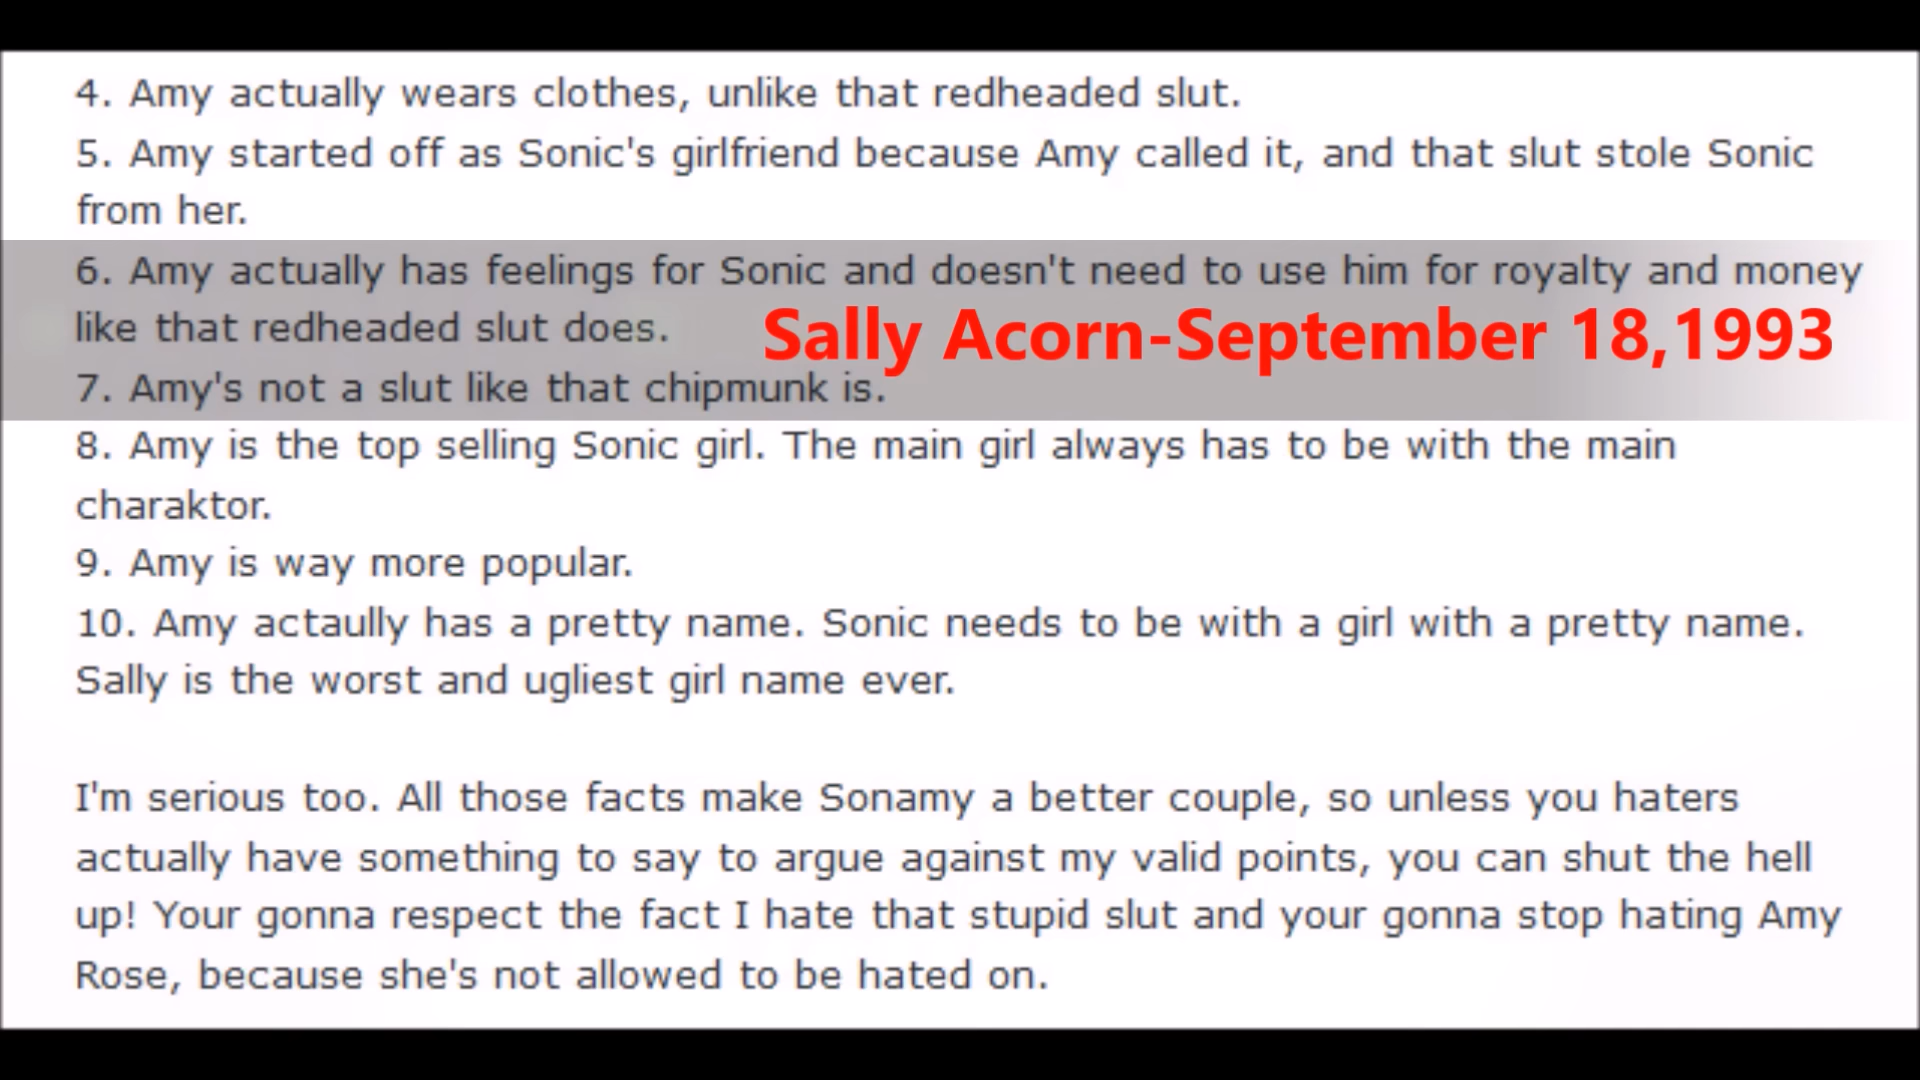 4. Amy actually wears clothes, unlike that redheaded slut.
5. Amy started off as Sonic's girlfriend because Amy called it, and that slut stole Sonic
from her.
6. Amy actually has feelings for Sonic and doesn't need to use him for royalty and money
like that redheaded slut does.
Sally Acorn-September 18,1993
7. Amy's not a slut like that chipmunk is.
8. Amy is the top selling Sonic girl. The main girl always has to be with the main
charaktor.
9. Amy is way more popular.
10. Amy actaully has a pretty name. Sonic needs to be with a girl with a pretty name.
Sally is the worst and ugliest girl name ever.
I'm serious too. All those facts make Sonamy a better couple, so unless you haters
actually have something to say to argue against my valid points, you can shut the hell
up! Your gonna respect the fact I hate that stupid slut and your gonna stop hating Amy
Rose, because she's not allowed to be hated on.